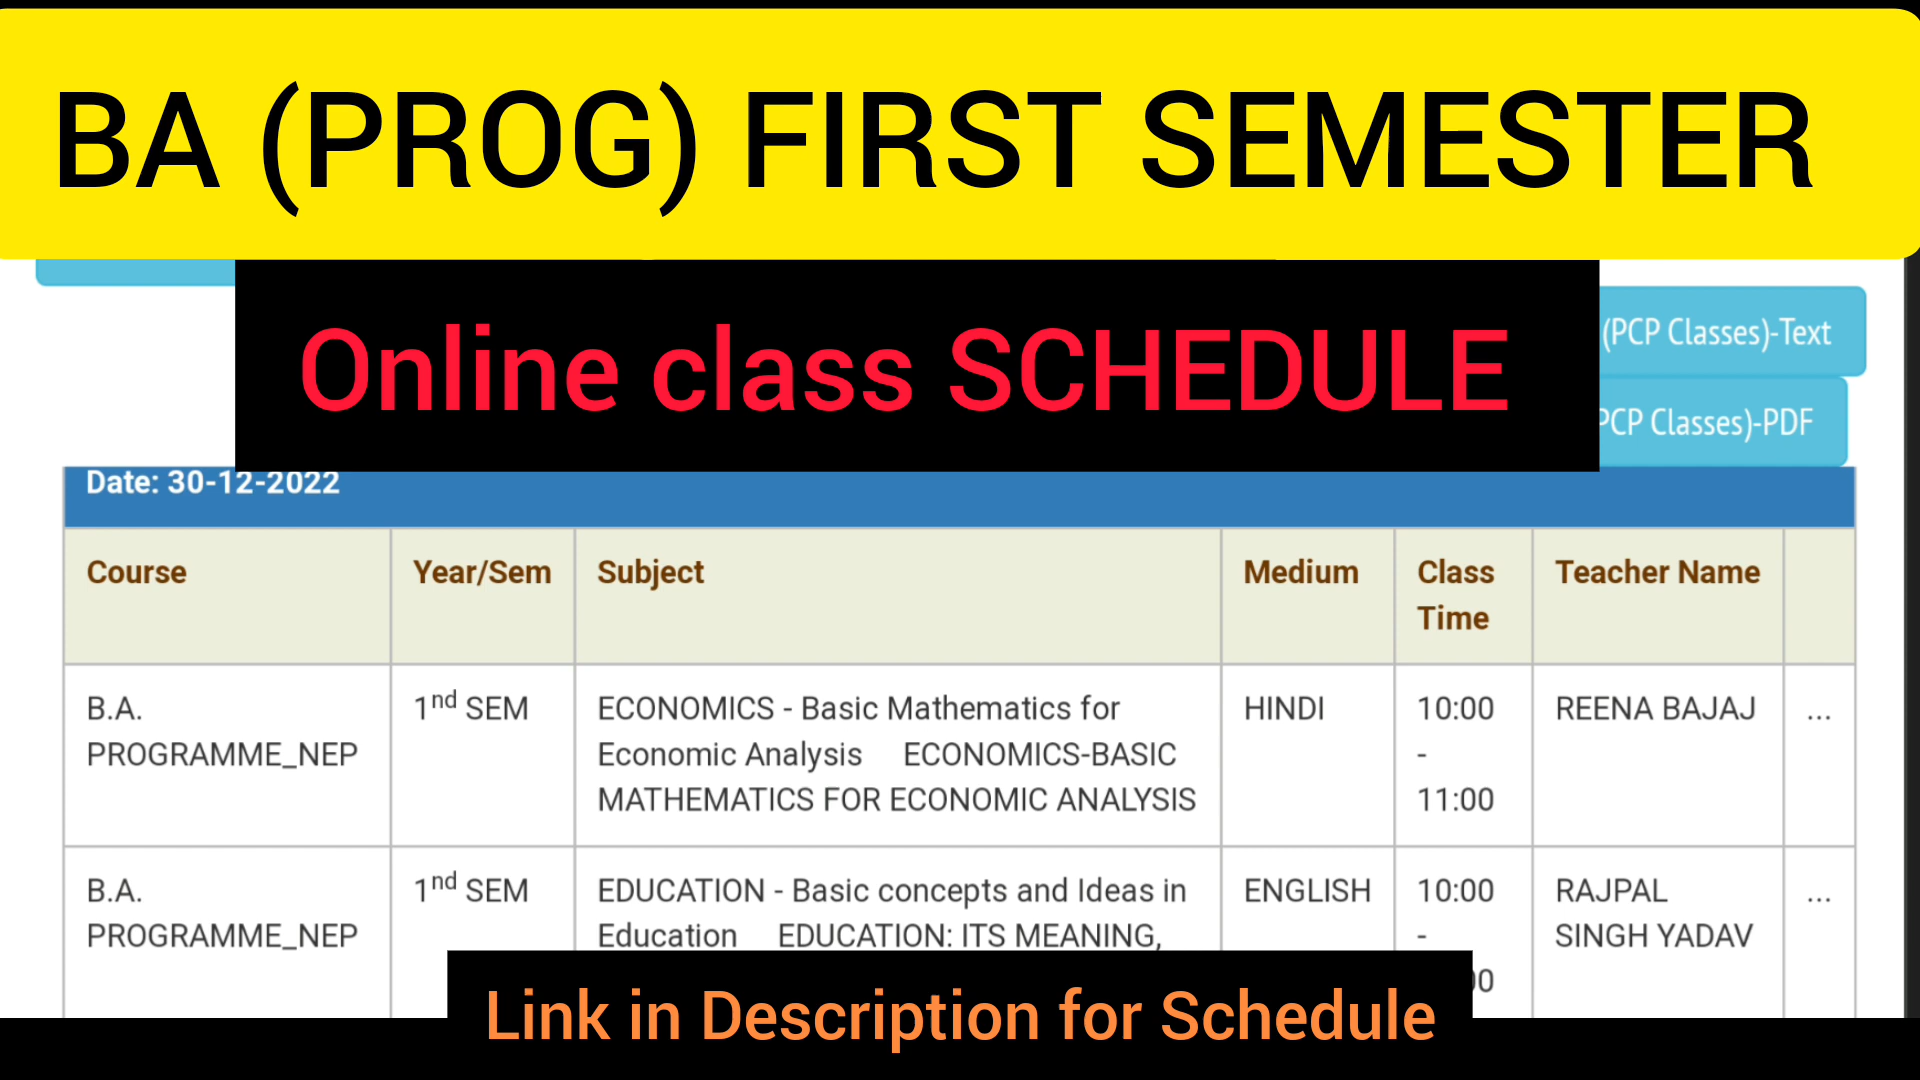 BA (PROG) FIRST SEMESTER
Online class SCHEDULE
(PCP Classes)-Text
PCP Classes)-PDF
Date: 30-12-2022
Course Year/Sem Subject Medium Class Teacher Name
Time
B.A. 1nd SEM ECONOMICS - Basic Mathematics for HINDI 10:00 REENA BAJAJ ...
PROGRAMME_NEP Economic Analysis ECONOMICS-BASIC -
MATHEMATICS FOR ECONOMIC ANALYSIS 11:00
B.A. 1nd SEM EDUCATION - Basic concepts and Ideas in ENGLISH 10:00 RAJPAL ...
PROGRAMME_NEP Education EDUCATION: ITS MEANING, - SINGH YADAV
Link in Description for Schedule